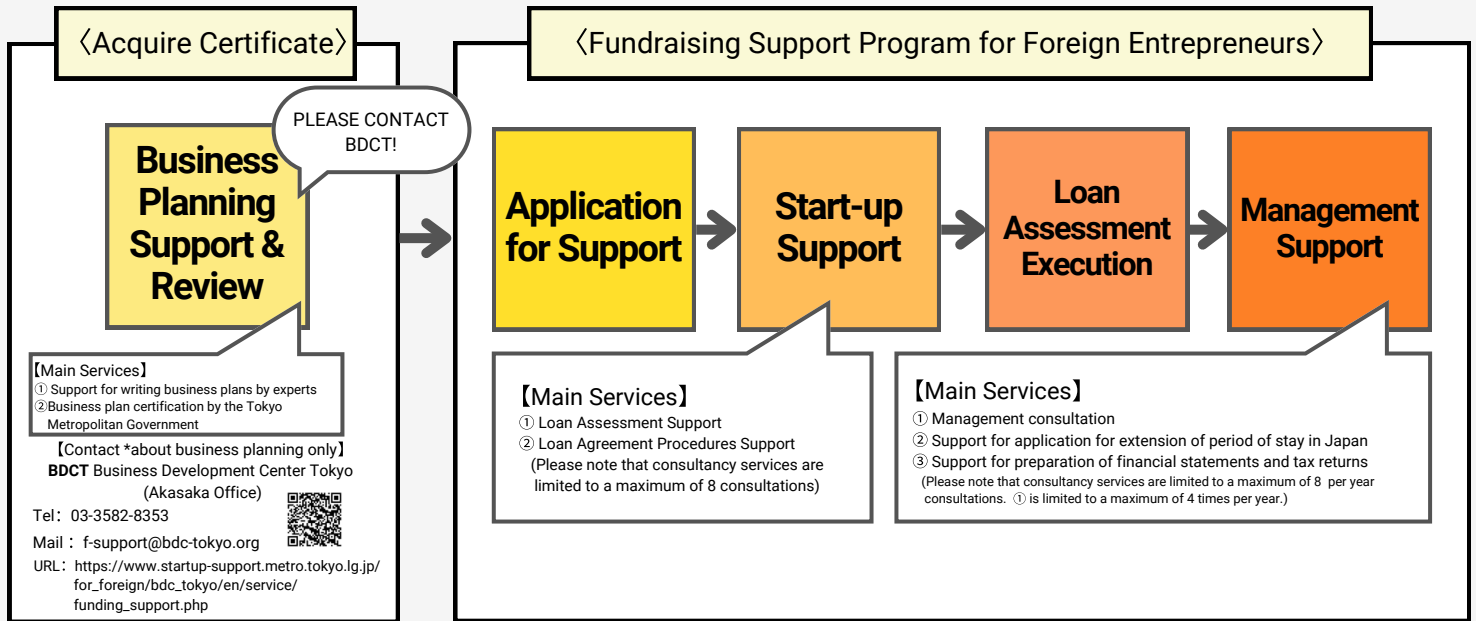 〈Acquire Certificate〉
PLEASE CONTACT
BDCT!
Business
Planning
Support &
Review
【Main Services】
① Support for writing business plans by experts
②Business plan certification by the Tokyo
Metropolitan Government
【Contact *about business planning only】
BDCT Business Development Center Tokyo
(Akasaka Office)
Tel： 03-3582-8353
Mail： f-support@bdc-tokyo.org
URL： https://www.startup-support.metro.tokyo.lg.jp/
for_foreign/bdc_tokyo/en/service/
funding_support.php
〈Fundraising Support Program for Foreign Entrepreneurs〉
Application
for Support
Start-up
Support
Loan
Assessment
Execution
Management
Support
【Main Services】
① Loan Assessment Support
② Loan Agreement Procedures Support
(Please note that consultancy services are
limited to a maximum of 8 consultations)
【Main Services】
① Management consultation
② Support for application for extension of period of stay in Japan
③ Support for preparation of financial statements and tax returns
(Please note that consultancy services are limited to a maximum of 8 per year
consultations. ① is limited to a maximum of 4 times per year.)